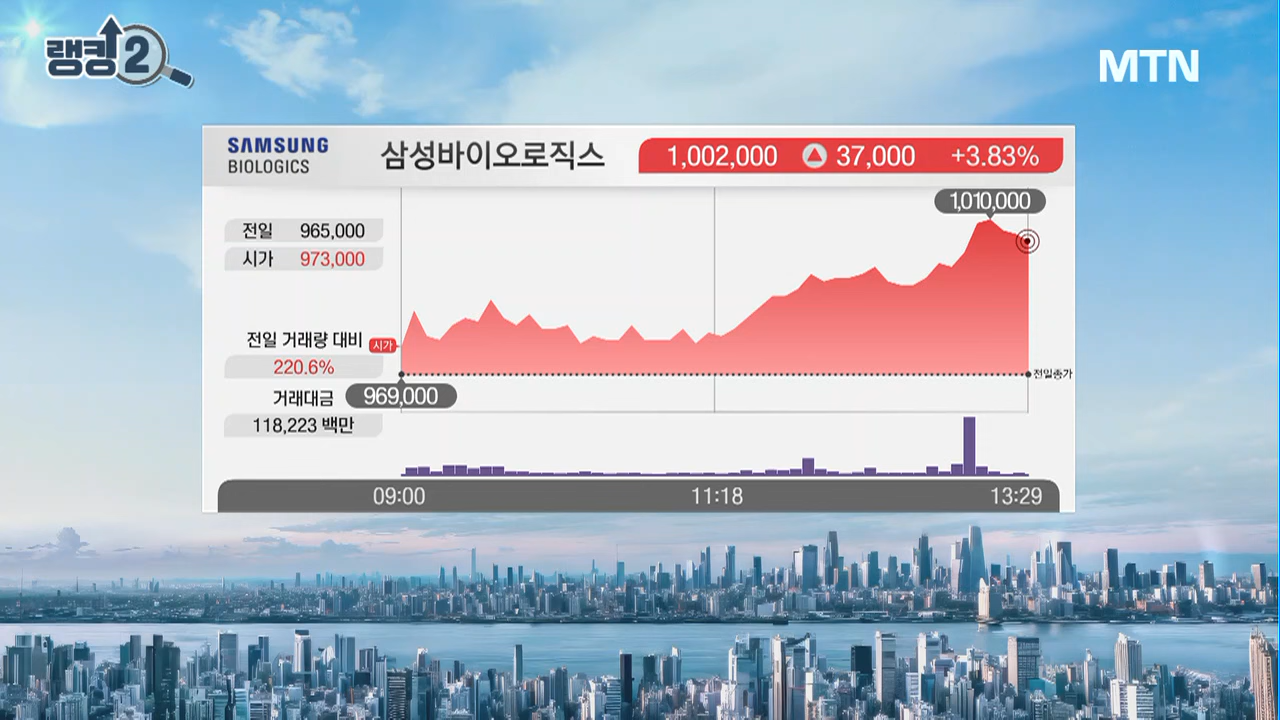 랭킹2
MTN
SAMSUNG
BIOLOGICS
삼성바이오로직스
1,002,000 37,000 +3.83%
1,010,000
전일 965,000
시가 973,000
전일 거래량 대비
시가
220.6%
전일종가
거래대금
969,000
118,223 백만
09:00 11:18 13:29